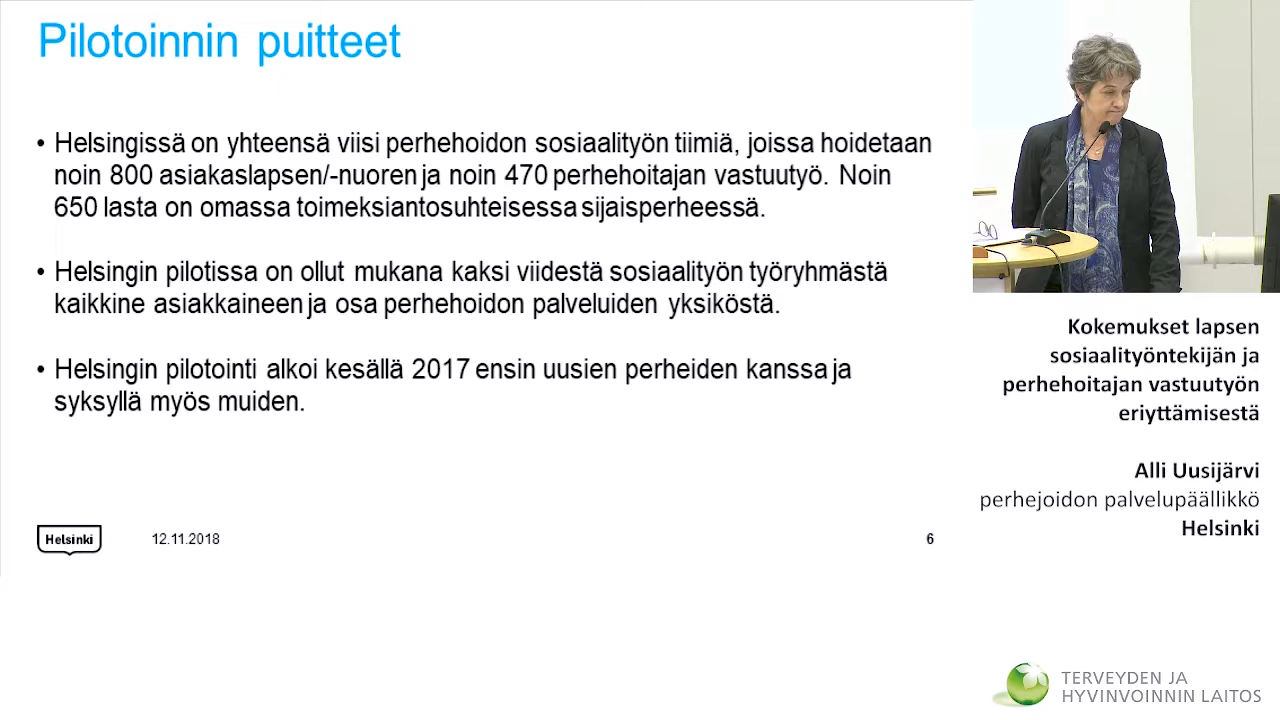 Pilotoinnin puitteet
• Helsingissä on yhteensä viisi perhehoidon sosiaalityön tiimiä, joissa hoidetaan
noin 800 asiakaslapsen/-nuoren ja noin 470 perhehoitajan vastuutyö. Noin
650 lasta on omassa toimeksiantosuhteisessa sijaisperheessä.
• Helsingin pilotissa on ollut mukana kaksi viidestä sosiaalityön työryhmästä
kaikkine asiakkaineen ja osa perhehoidon palveluiden yksiköstä.
• Helsingin pilotointi alkoi kesällä 2017 ensin uusien perheiden kanssa ja
syksyllä myös muiden.
Helsinki
12.11.2018
6
Kokemukset lapsen
sosiaalityöntekijän ja
perhehoitajan vastuutyön
eriyttämisestä
Alli Uusijärvi
perhejoidon palvelupäällikkö
Helsinki
TERVEYDEN JA
HYVINVOINNIN LAITOS